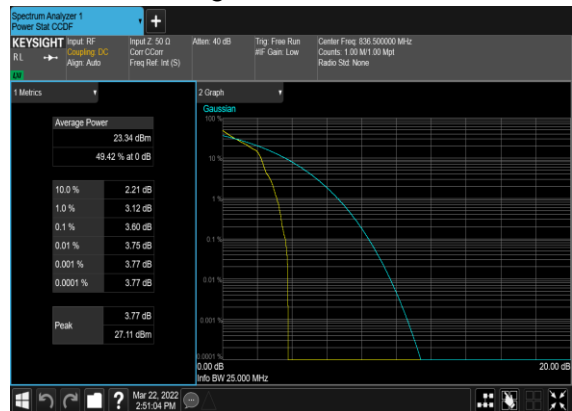 Spectrum Analyzer 1
Power Stat CCDF
+
KEYSIGHT
R L
Input: RF
Coupling: DC
Align: Auto
Input Z: 50 Ω
Corr CCorr
Freq Ref: Int (S)
Atten: 40 dB
Trig: Free Run
#IF Gain: Low
Center Freq: 836.500000 MHz
Counts: 1.00 M/1.00 Mpt
Radio Std: None
1 Metrics
Average Power
23.34 dBm
49.42 % at 0 dB
10.0 % 2.21 dB
1.0 % 3.12 dB
0.1 % 3.60 dB
0.01 % 3.75 dB
0.001 % 3.77 dB
0.0001 % 3.77 dB
Peak
3.77 dB
27.11 dBm
2 Graph
Gaussian
100 %
10 %
1 %
0.1 %
0.01 %
0.001 %
0.0001 %
0.00 dB 20.00 dB
Info BW 25.000 MHz
?
Mar 22, 2022
2:51:04 PM